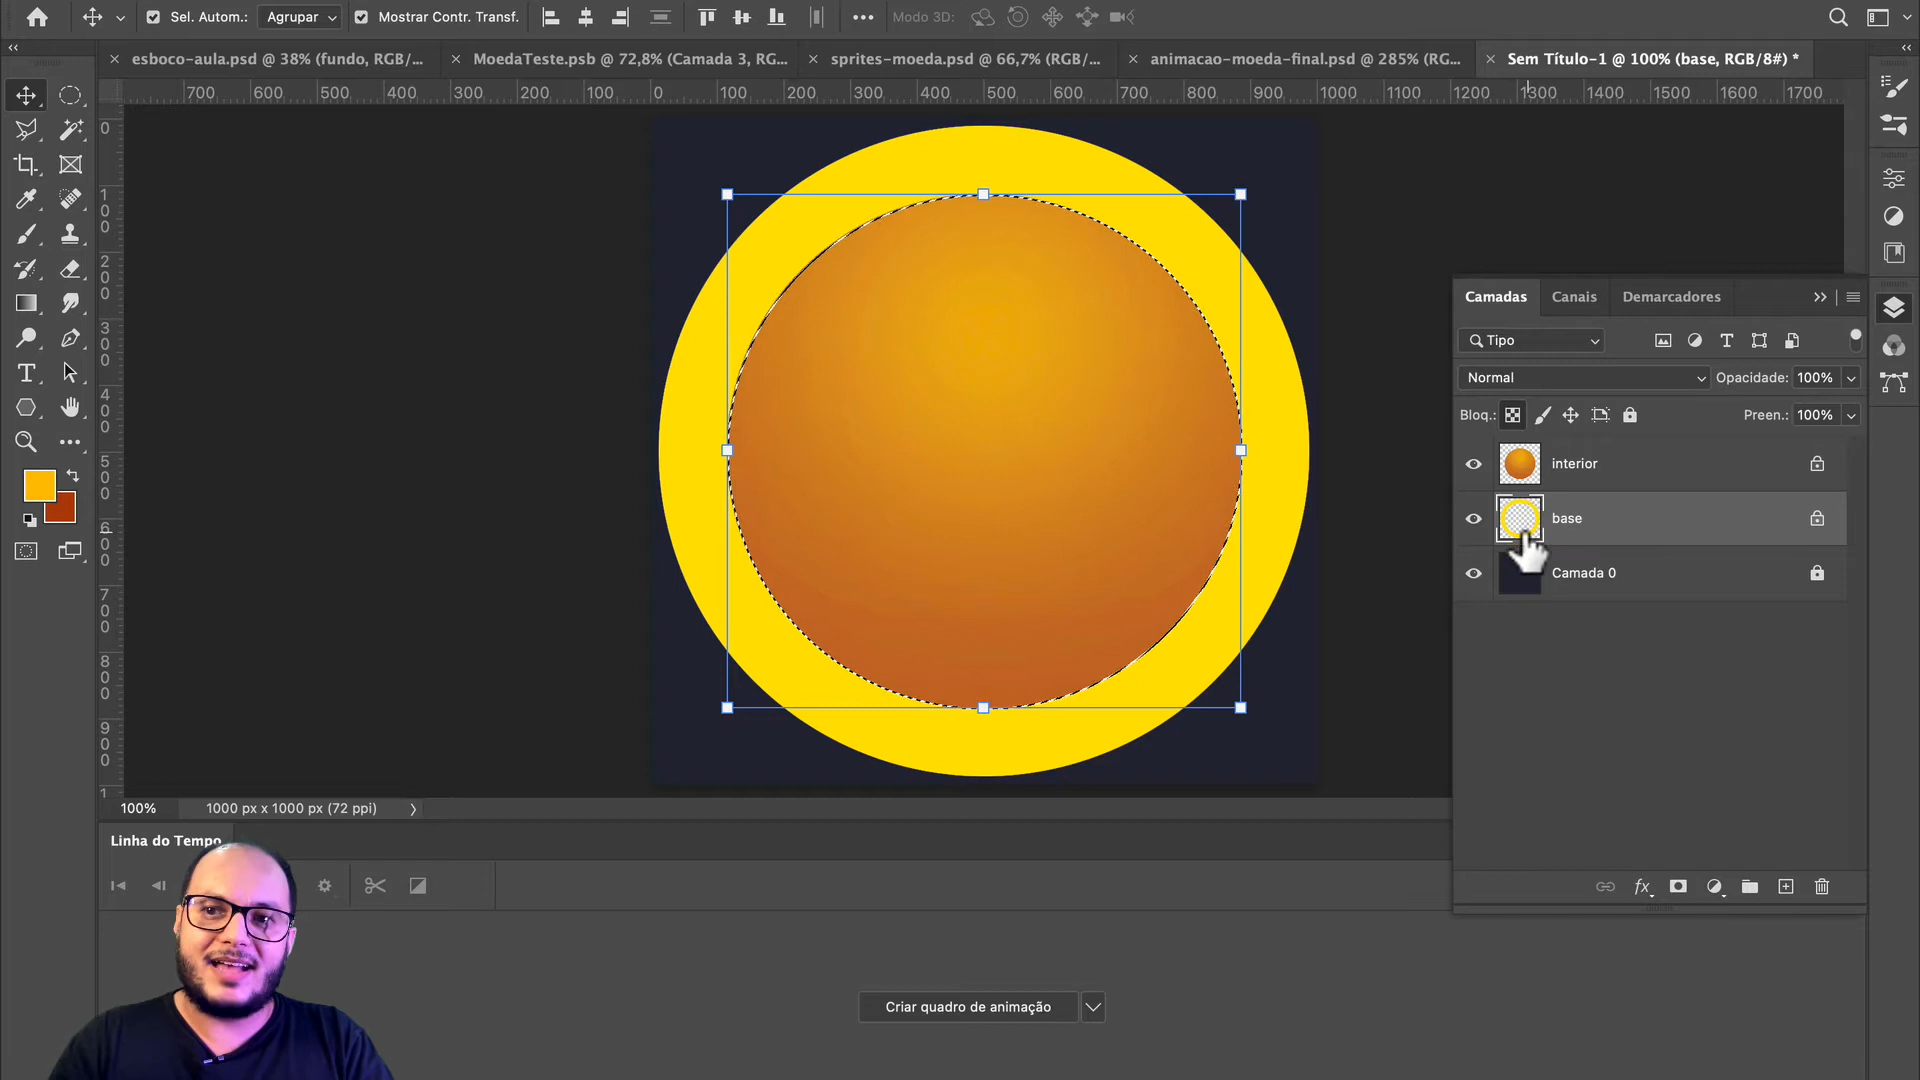 Sel. Autom.: Agrupar Mostrar Contr. Transf. Modo 3D:
esboco-aula.psd @ 38% (fundo, RGB/... MoedaTeste.psb @ 72,8% (Camada 3, RG... sprites-moeda.psd @ 66,7% (RGB/... animacao-moeda-final.psd @ 285% (RG... Sem Título-1 @ 100% (base, RGB/8#) *
700 600 500 400 300 200 100 0 100 200 300 400 500 600 700 800 900 1000 1100 1200 1300 1400 1500 1600 1700
0
100
200
300
400
500
600
700
800
900
1
Camadas Canais Demarcadores
Tipo
Normal Opacidade: 100%
Bloq.: Preen.: 100%
interior
base
Camada 0
fx
100% 1000 px x 1000 px (72 ppi)
Linha do Tempo
Criar quadro de animação